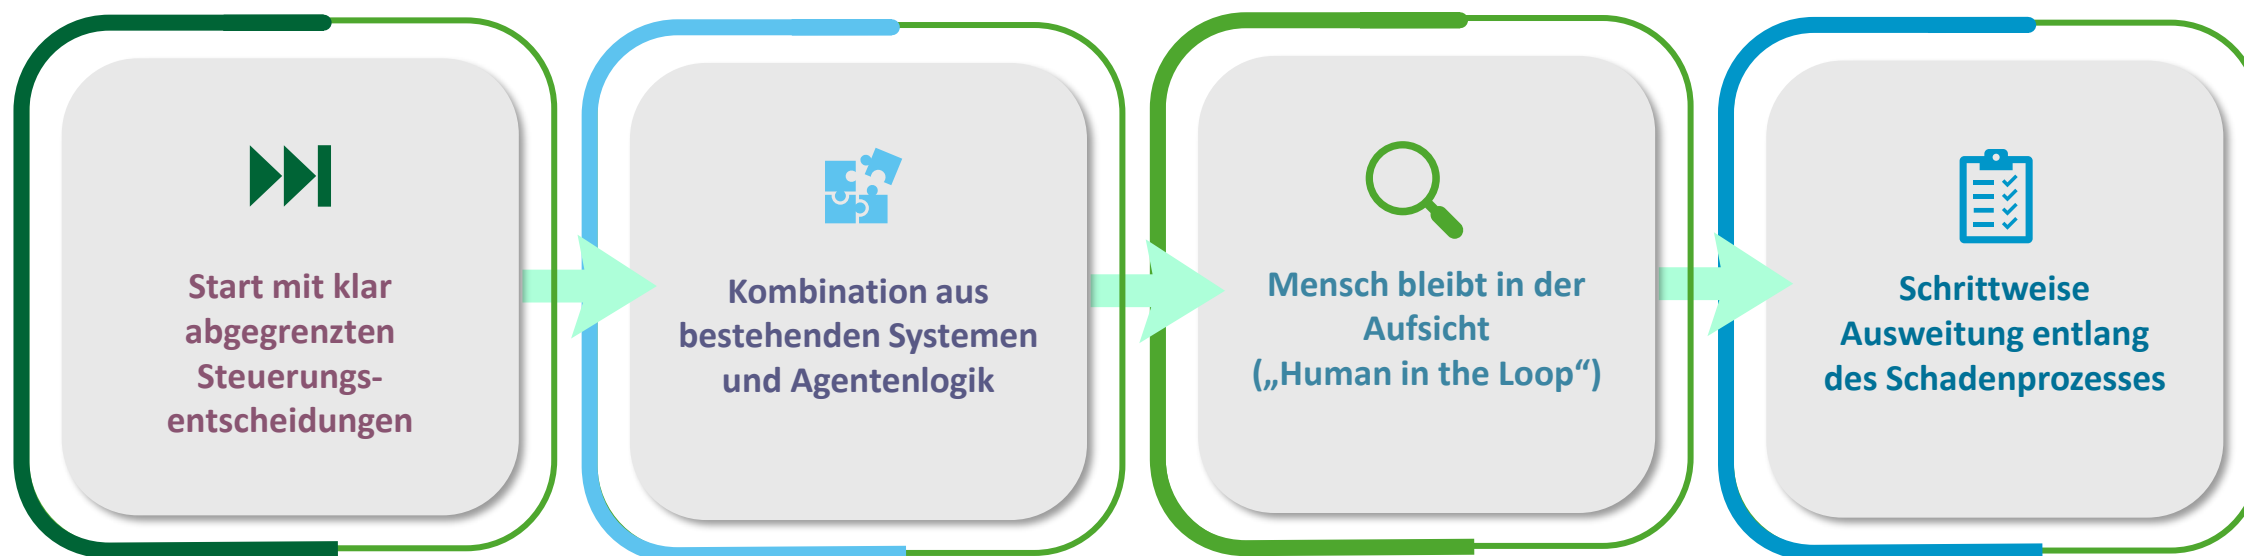 Start mit klar
abgegrenzten
Steuerungs-
entscheidungen
Kombination aus
bestehenden Systemen
und Agentenlogik
Mensch bleibt in der
Aufsicht
(„Human in the Loop“)
Schrittweise
Ausweitung entlang
des Schadenprozesses